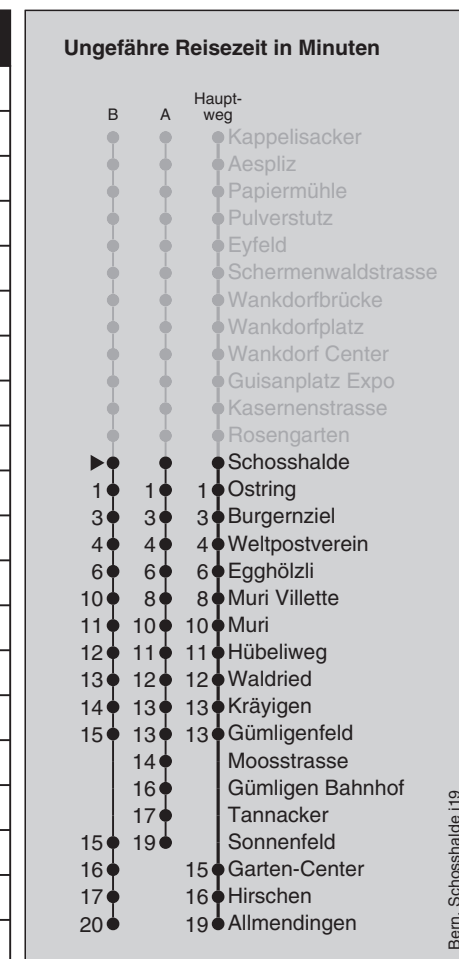 Ungefähre Reisezeit in Minuten
B A Haupt-
weg
Kappelisacker
Aespliz
Papiermühle
Pulverstutz
Eyfeld
Schermenwaldstrasse
Wankdorfbrücke
Wankdorfplatz
Wankdorf Center
Guisanplatz Expo
Kasernenstrasse
Rosengarten
Schosshalde
1 1 1 Ostring
3 3 3 Burgernziel
4 4 4 Weltpostverein
6 6 6 Egghölzli
10 8 8 Muri Villette
11 10 10 Muri
12 11 11 Hübeliweg
13 12 12 Waldried
14 13 13 Kräyigen
15 13 13 Gümligenfeld
14 Moosstrasse
16 Gümligen Bahnhof
17 Tannacker
15 19 Sonnenfeld
16 15 Garten-Center
17 16 Hirschen
20 19 Allmendingen
Bern, Schosshalde i19